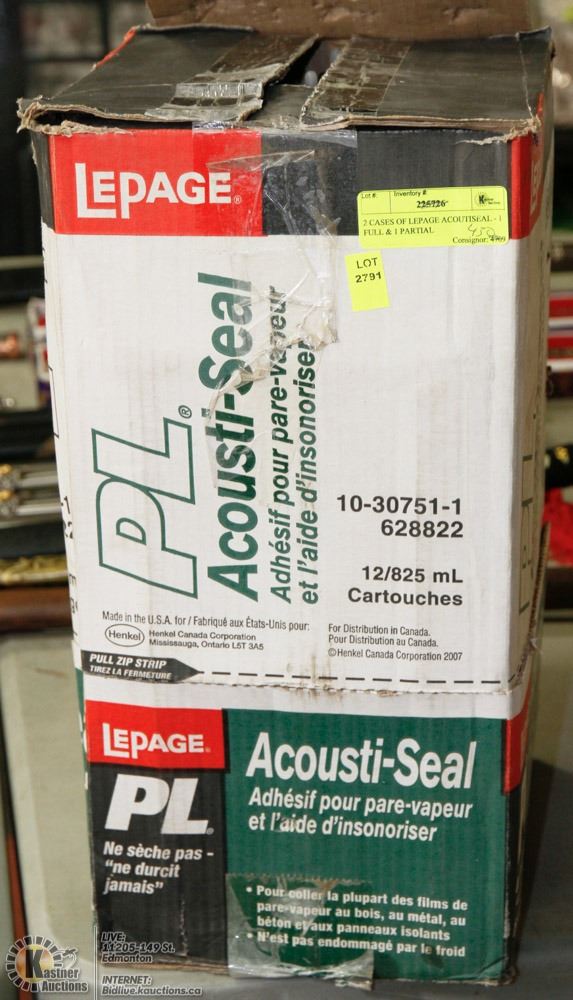 LEPAGE®
Lot #: Inventory #:
225726
2 CASES OF LEPAGE ACOUTISEAL - 1
FULL & 1 PARTIAL
450
Consignor: 4709
LOT
2791
PL®
Acousti-Seal
Adhésif pour pare-vapeur
et l'aide d'insonoriser
10-30751-1
628822
12/825 mL
Cartouches
Made in the U.S.A. for / Fabriqué aux États-Unis pour:
Henkel
Henkel Canada Corporation
Mississauga, Ontario L5T 3A5
For Distribution in Canada.
Pour Distribution au Canada.
©Henkel Canada Corporation 2007
PULL ZIP STRIP
TIREZ LA FERMETURE
LEPAGE®
PL®
Acousti-Seal
Adhésif pour pare-vapeur
et l'aide d'insonoriser
Ne sèche pas -
"ne durcit
jamais"
• Pour coller la plupart des films de
pare-vapeur au bois, au métal, au
béton et aux panneaux isolants
• N'est pas endommagé par le froid
K
Kastner
Auctions
LIVE:
11205-149 St.
Edmonton
INTERNET:
Bidlive.kauctions.ca